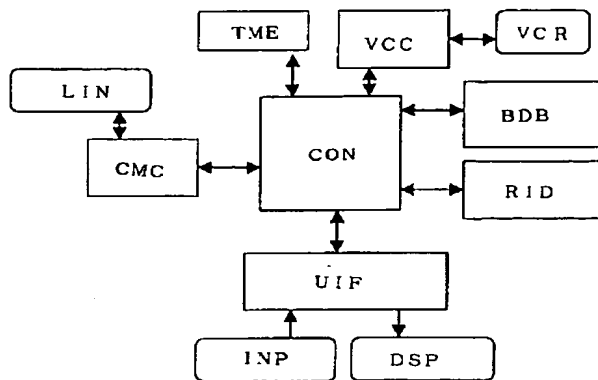 TME
VCC
VCR
LIN
BDB
CMC
CON
RID
UIF
INP
DSP